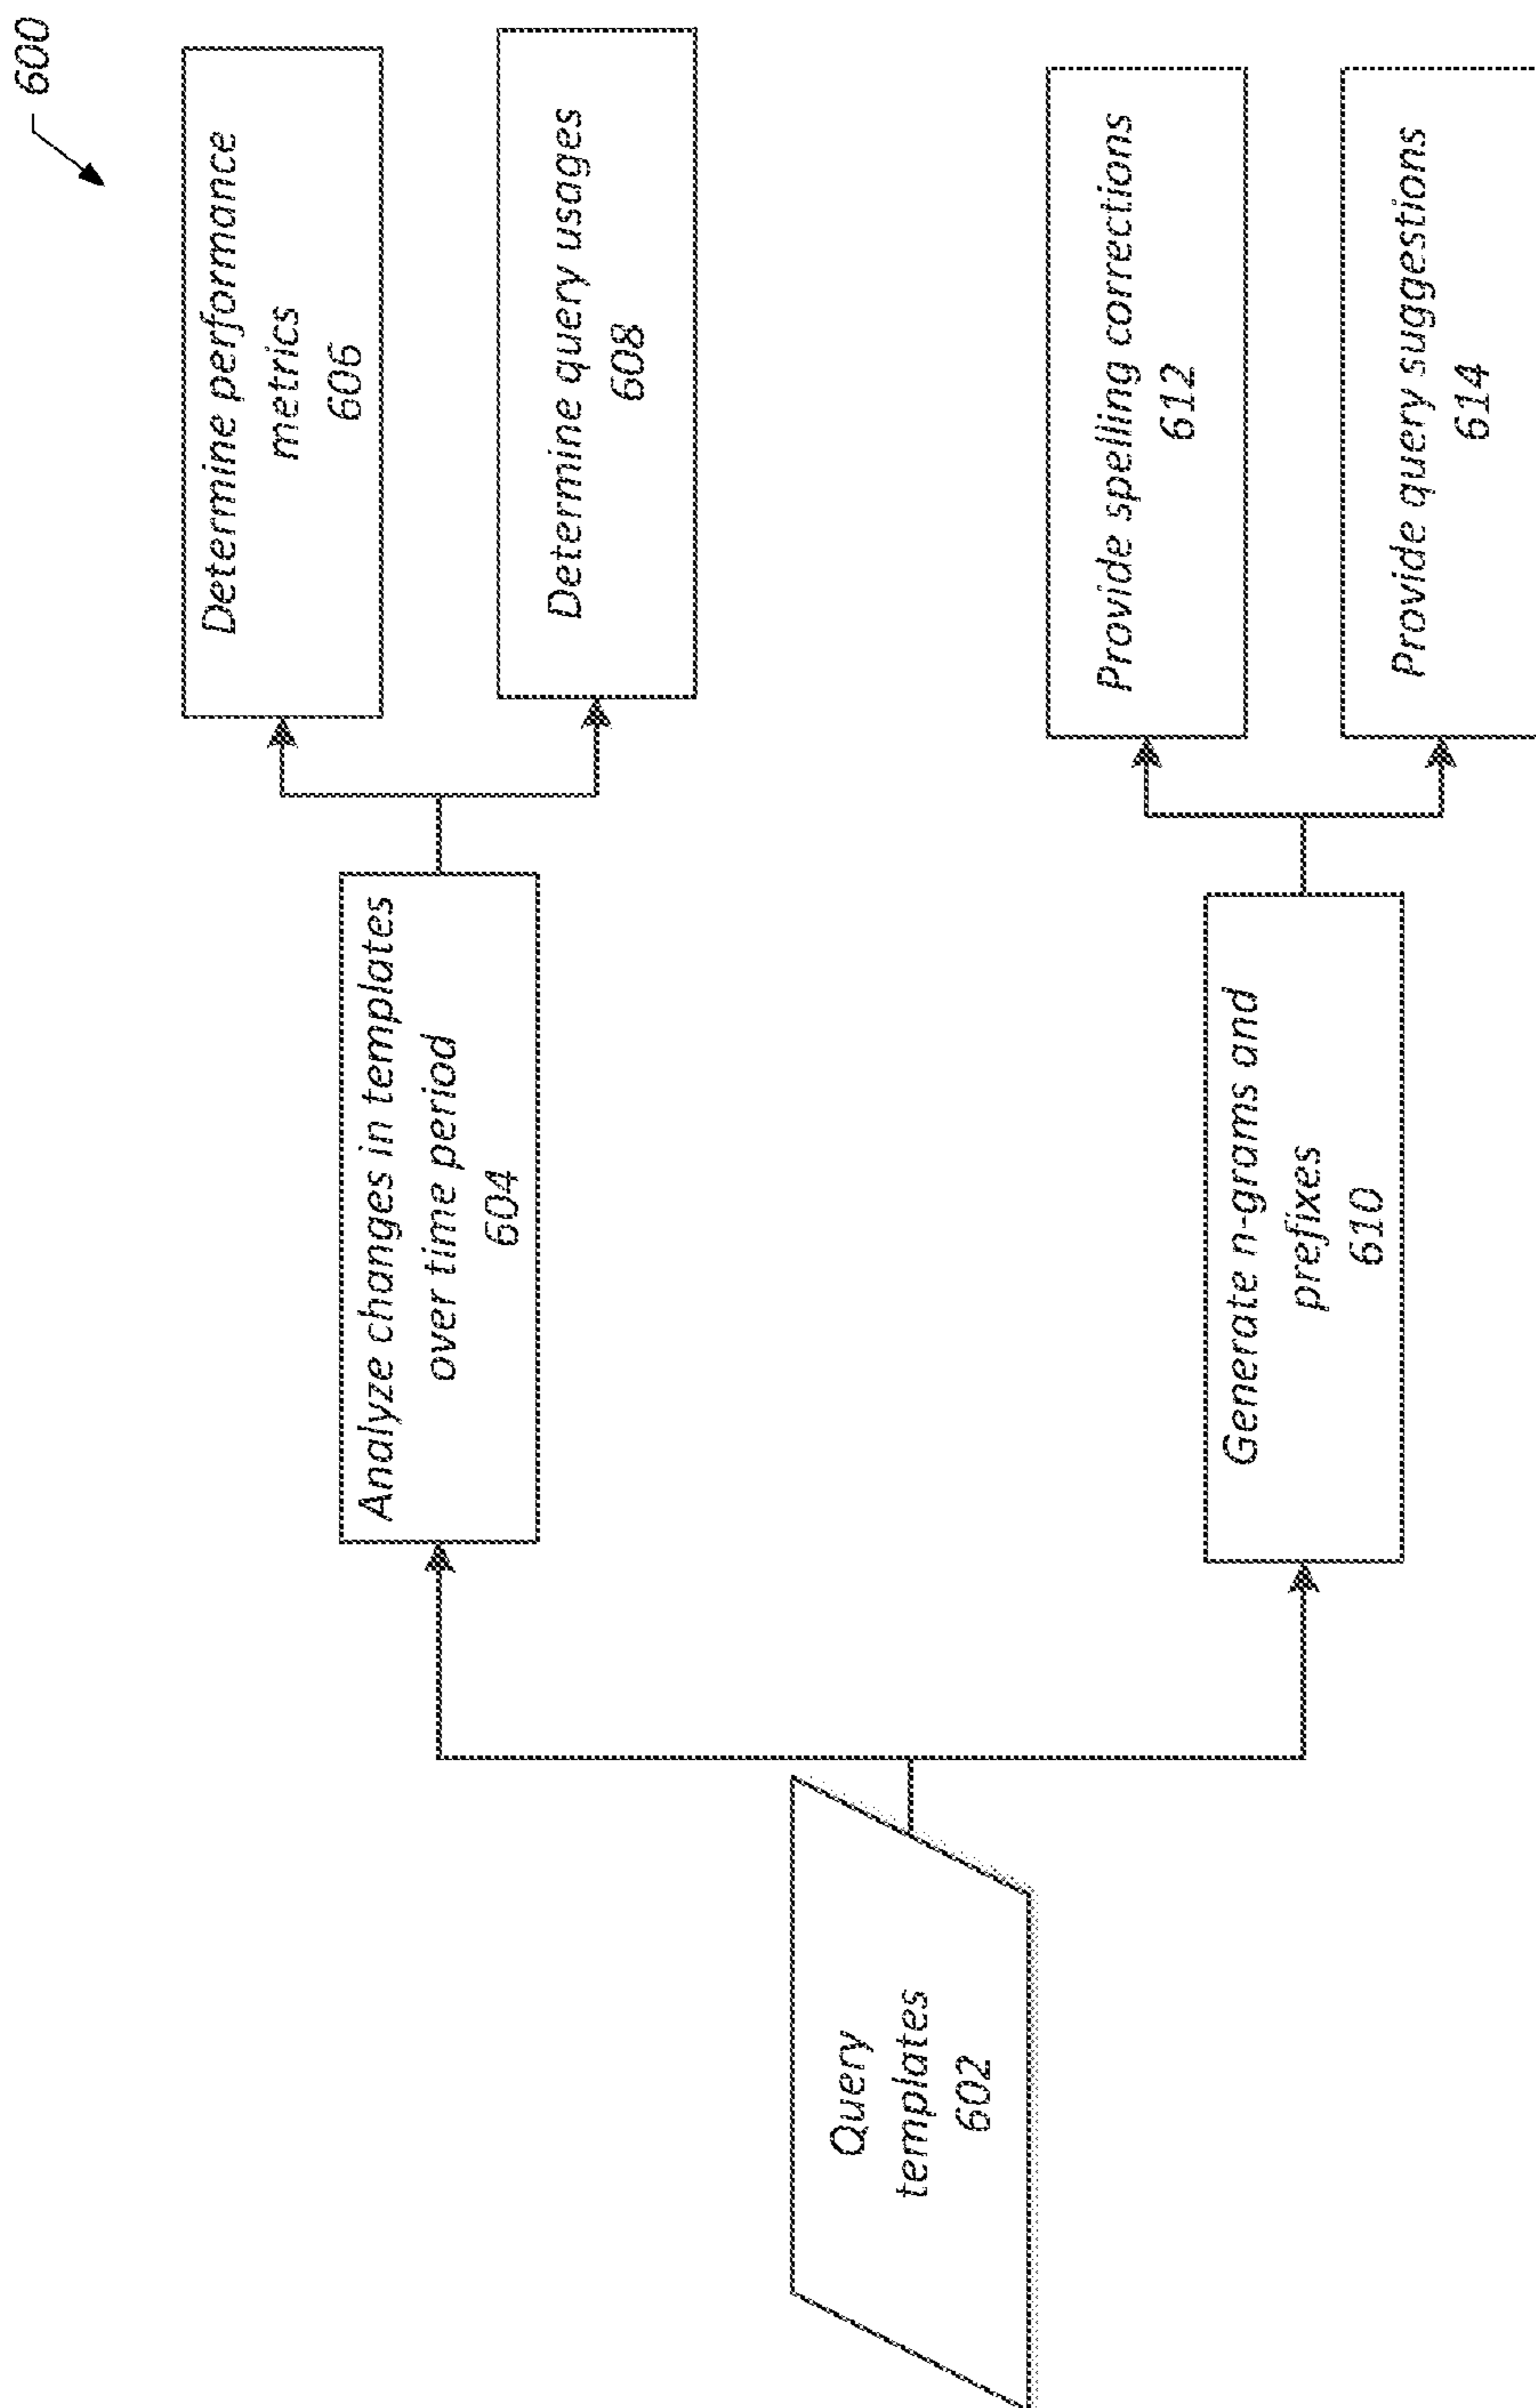 600
Query
templates
602
Analyze changes in templates
over time period
604
Determine performance
metrics
606
Determine query usages
608
Generate n-grams and
prefixes
610
Provide spelling corrections
612
Provide query suggestions
614